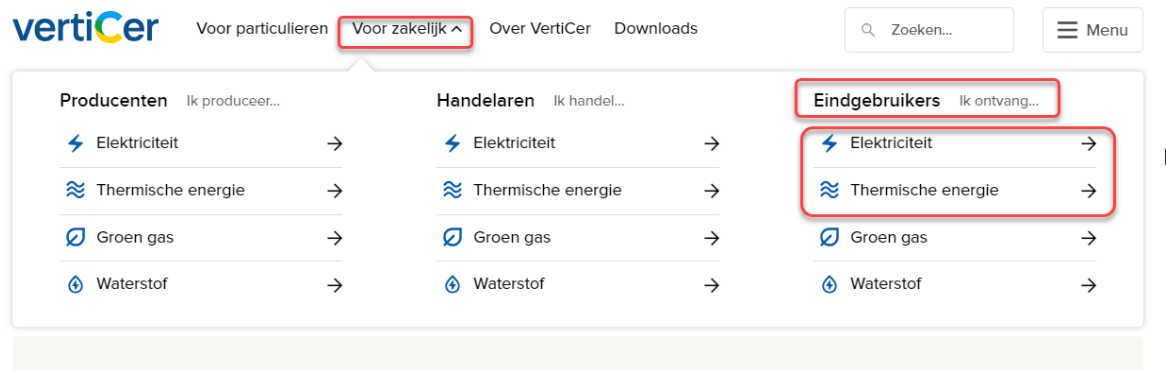 vertiCer Voor particulieren Voor zakelijk Over VertiCer Downloads Zoeken... Menu
Producenten Ik produceer... Handelaren Ik handel... Eindgebruikers Ik ontvang...
Elektriciteit Elektriciteit Elektriciteit
Thermische energie Thermische energie Thermische energie
Groen gas Groen gas Groen gas
Waterstof Waterstof Waterstof